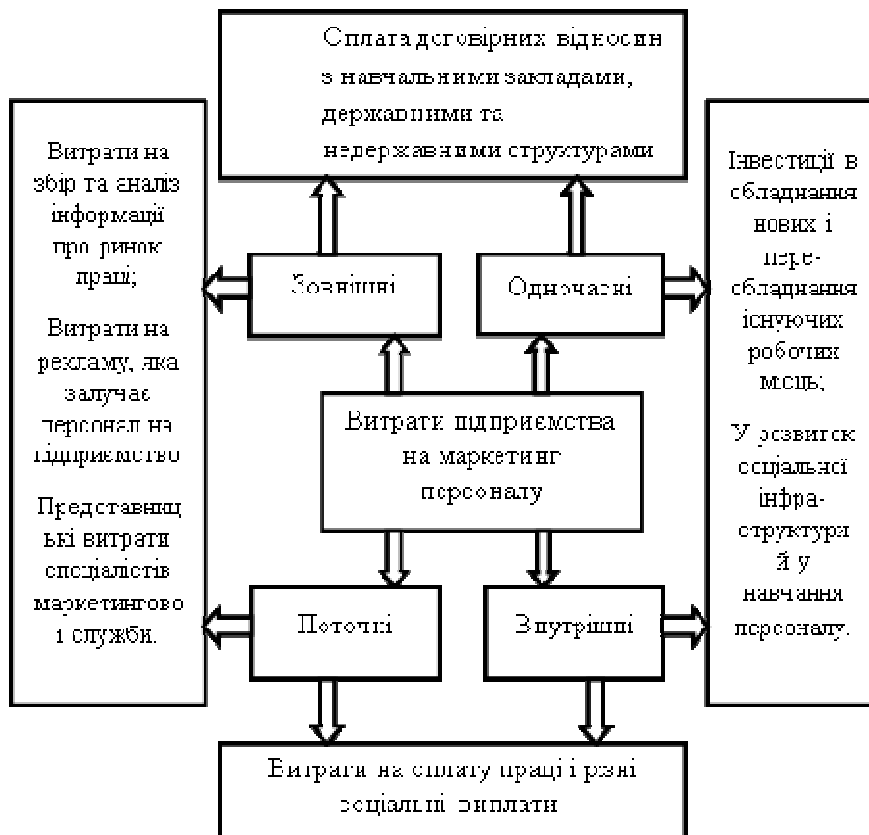 Оплата договірних відносин
з навчальними закладами,
державними та
недержавними структурами
Витрати на
збір та аналіз
інформації
про ринок
праці;
Витрати на
рекламу, яка
залучає
персонал на
підприємство
Представниц
ькі витрати
спеціалістів
маркетингово
ї служби.
Зовнішні
Одночасні
Витрати підприємства
на маркетинг
персоналу
Поточні
Внутрішні
Інвестиції в
обладнання
нових і
пере-
обладнання
існуючих
робочих
місць;
У розвиток
соціальної
інфра-
структури
й у
навчання
персоналу.
Витрати на оплату праці і різні
соціальні виплати